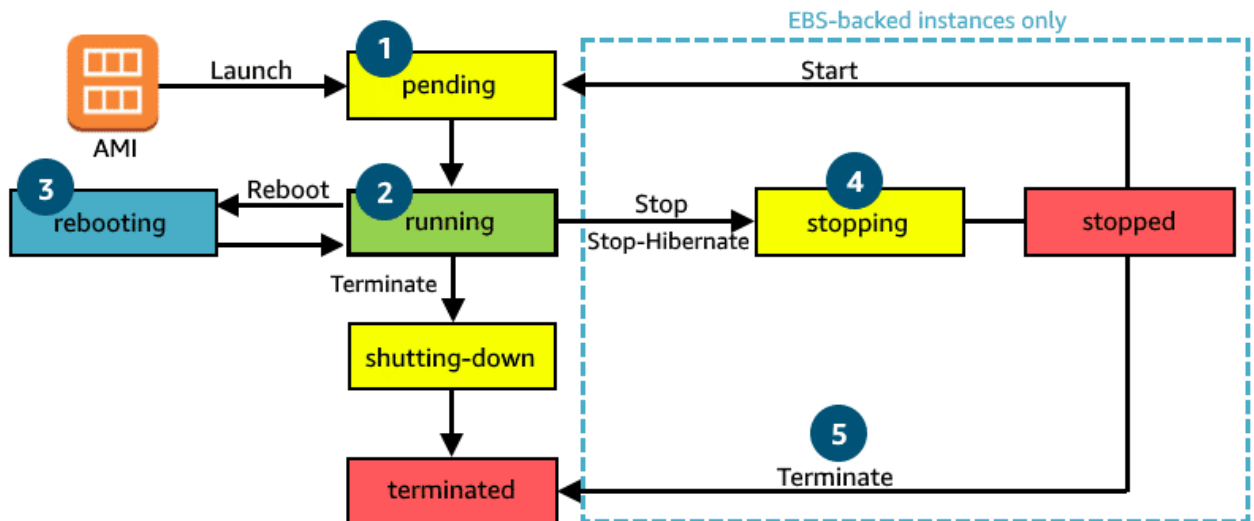 EBS-backed instances only
1
Launch
pending
Start
AMI
3
Reboot
2
4
rebooting
running
Stop
stopping
stopped
Stop-Hibernate
Terminate
shutting-down
5
Terminate
terminated